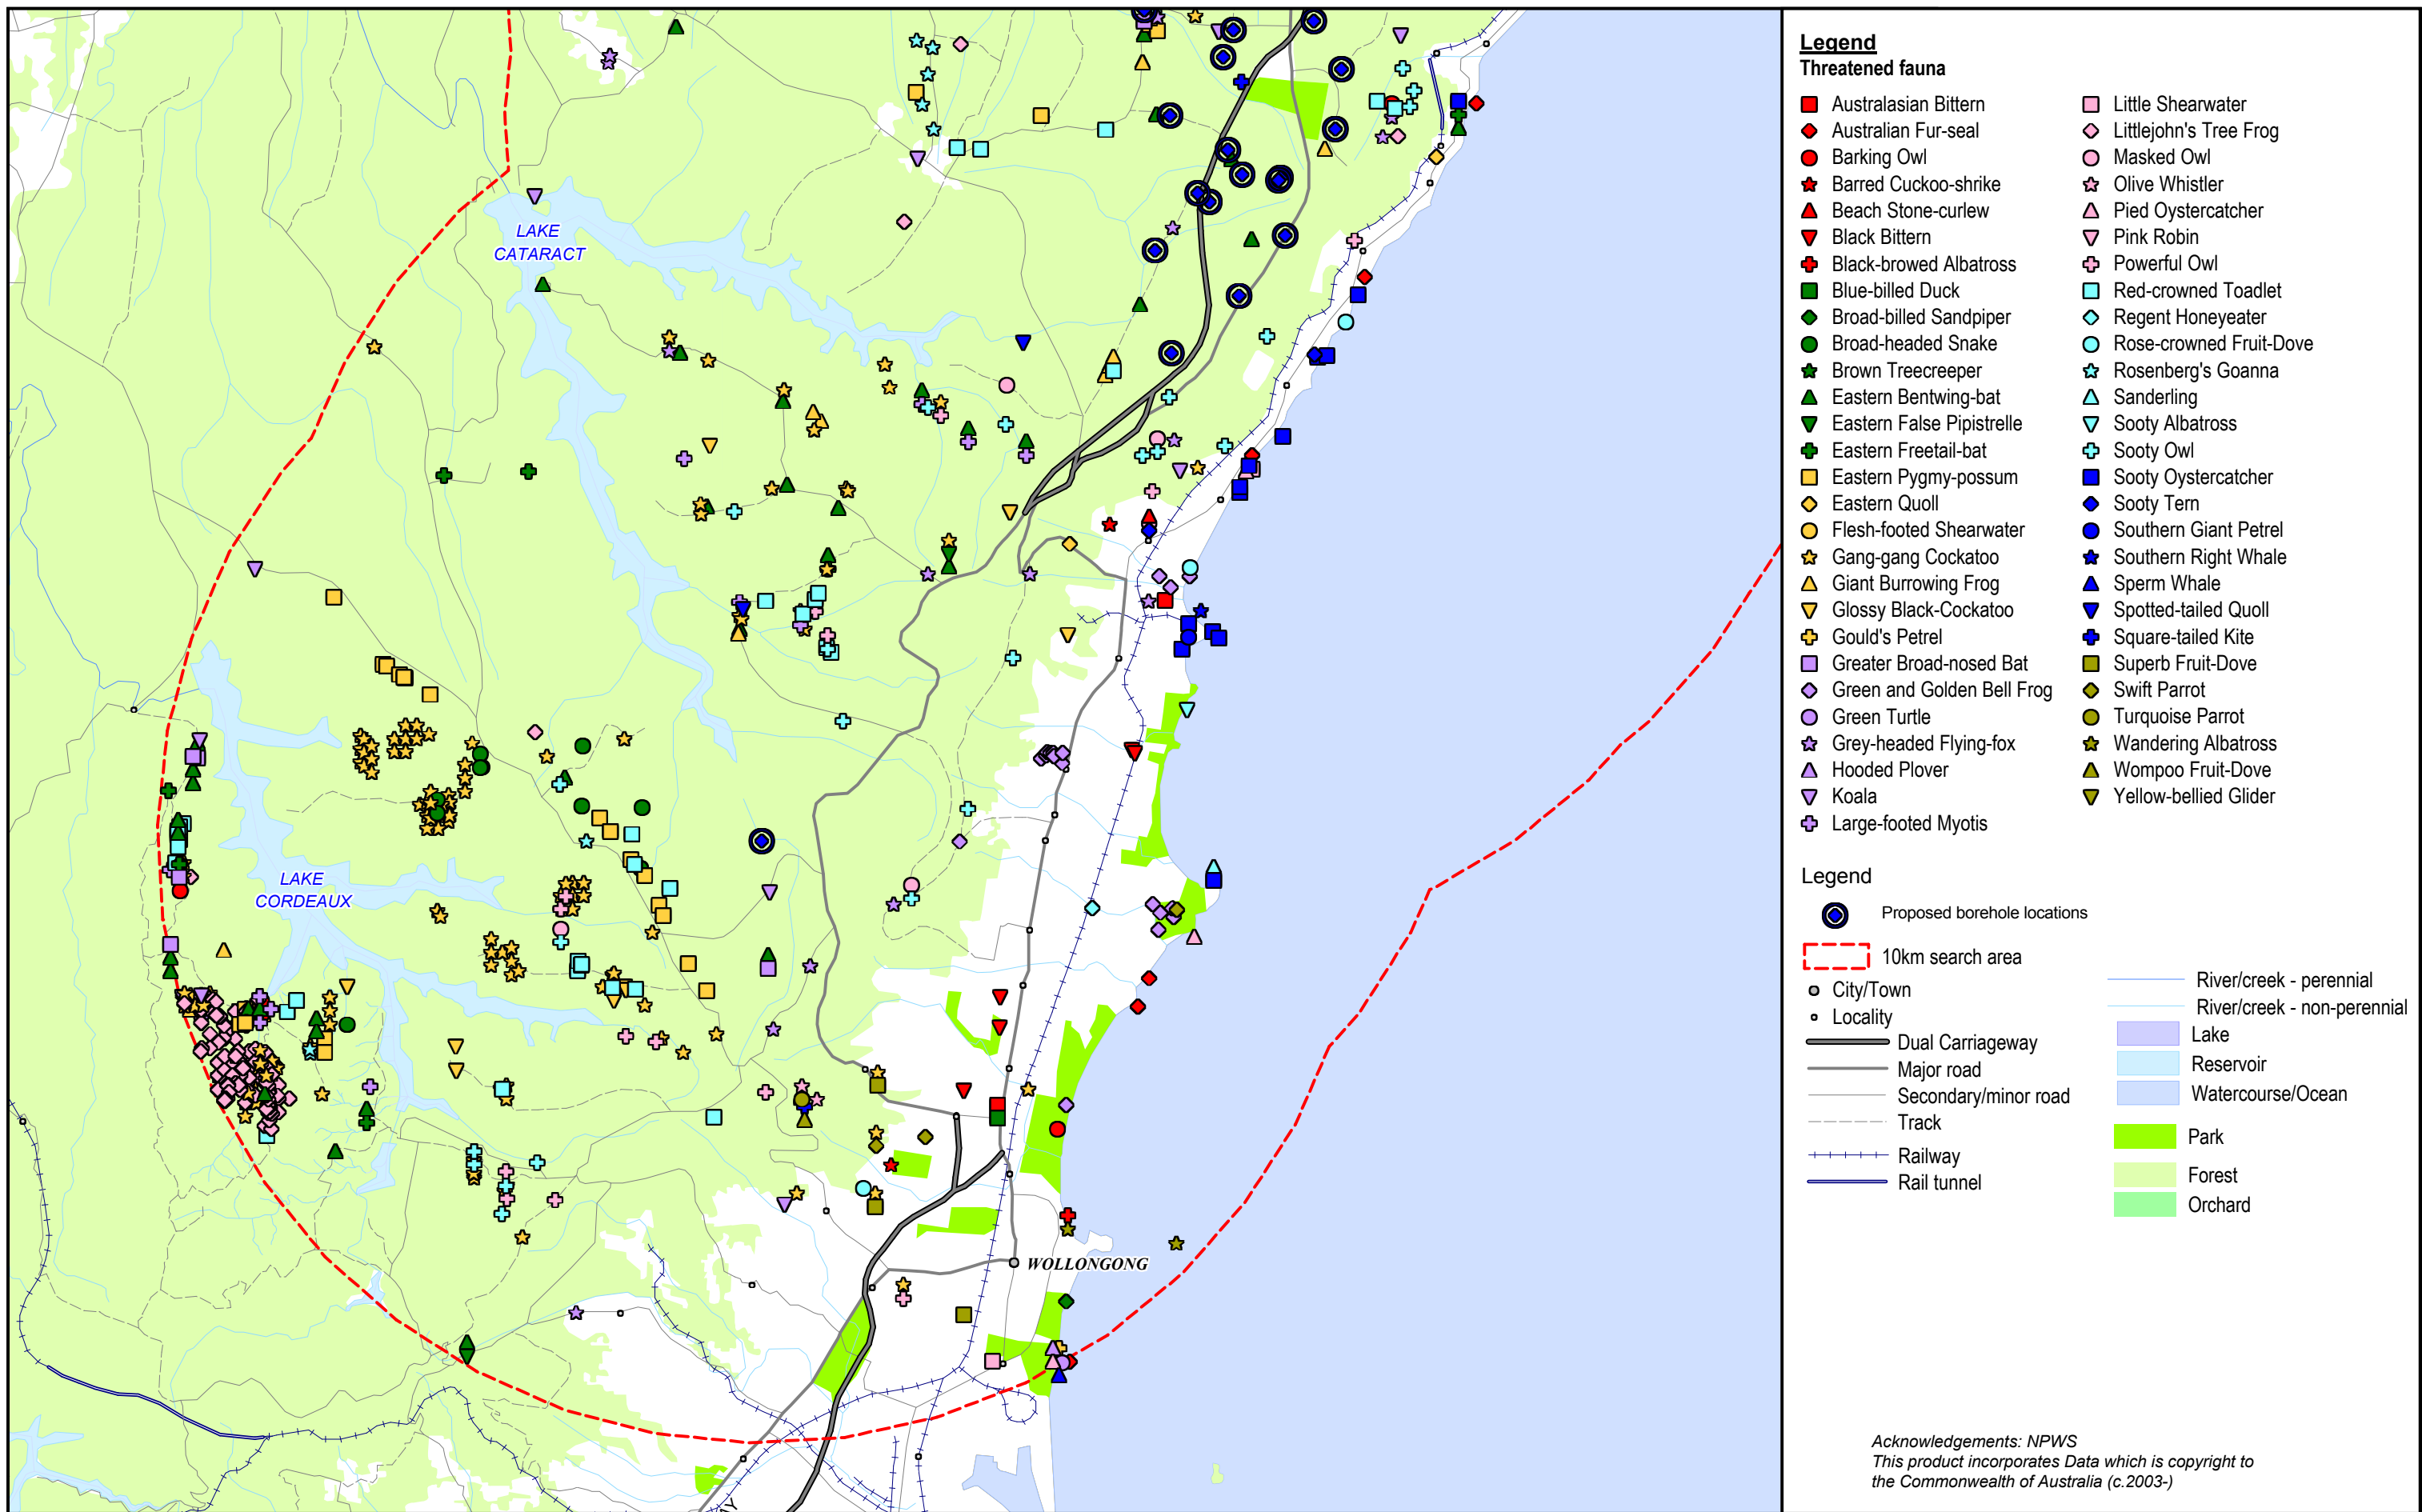 LAKE
CATARACT
LAKE
CORDEAUX
WOLLONGONG
Legend
Threatened fauna
Australasian Bittern
Australian Fur-seal
Barking Owl
Barred Cuckoo-shrike
Beach Stone-curlew
Black Bittern
Black-browed Albatross
Blue-billed Duck
Broad-billed Sandpiper
Broad-headed Snake
Brown Treecreeper
Eastern Bentwing-bat
Eastern False Pipistrelle
Eastern Freetail-bat
Eastern Pygmy-possum
Eastern Quoll
Flesh-footed Shearwater
Gang-gang Cockatoo
Giant Burrowing Frog
Glossy Black-Cockatoo
Gould's Petrel
Greater Broad-nosed Bat
Green and Golden Bell Frog
Green Turtle
Grey-headed Flying-fox
Hooded Plover
Koala
Large-footed Myotis
Little Shearwater
Littlejohn's Tree Frog
Masked Owl
Olive Whistler
Pied Oystercatcher
Pink Robin
Powerful Owl
Red-crowned Toadlet
Regent Honeyeater
Rose-crowned Fruit-Dove
Rosenberg's Goanna
Sanderling
Sooty Albatross
Sooty Owl
Sooty Oystercatcher
Sooty Tern
Southern Giant Petrel
Southern Right Whale
Sperm Whale
Spotted-tailed Quoll
Square-tailed Kite
Superb Fruit-Dove
Swift Parrot
Turquoise Parrot
Wandering Albatross
Wompoo Fruit-Dove
Yellow-bellied Glider
Legend
Proposed borehole locations
10km search area
City/Town
Locality
Dual Carriageway
Major road
Secondary/minor road
Track
Railway
Rail tunnel
River/creek - perennial
River/creek - non-perennial
Lake
Reservoir
Watercourse/Ocean
Park
Forest
Orchard
Acknowledgements: NPWS
This product incorporates Data which is copyright to
the Commonwealth of Australia (c.2003-)